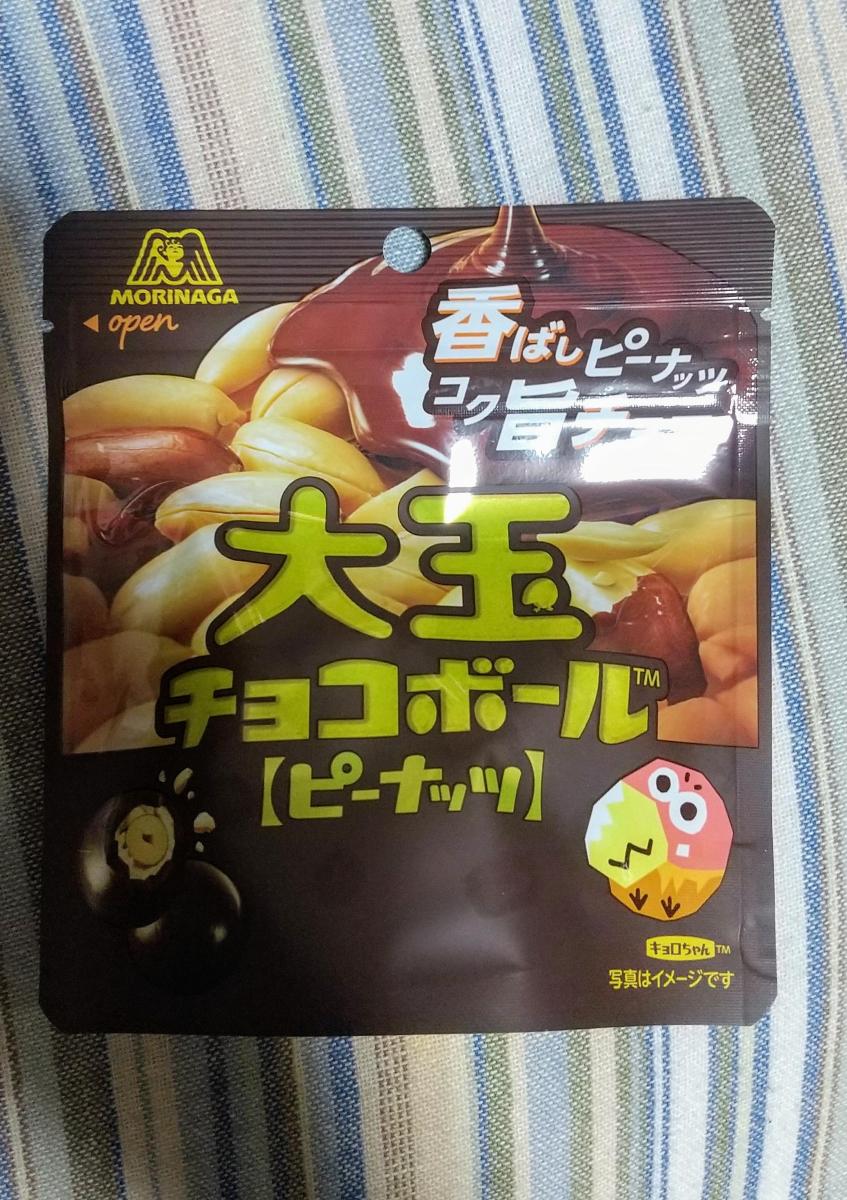 MORINAGA
open
香ばしピーナッツ
コク旨チ
大玉
チョコボール™
【ピーナッツ】
キョロちゃん™
写真はイメージです